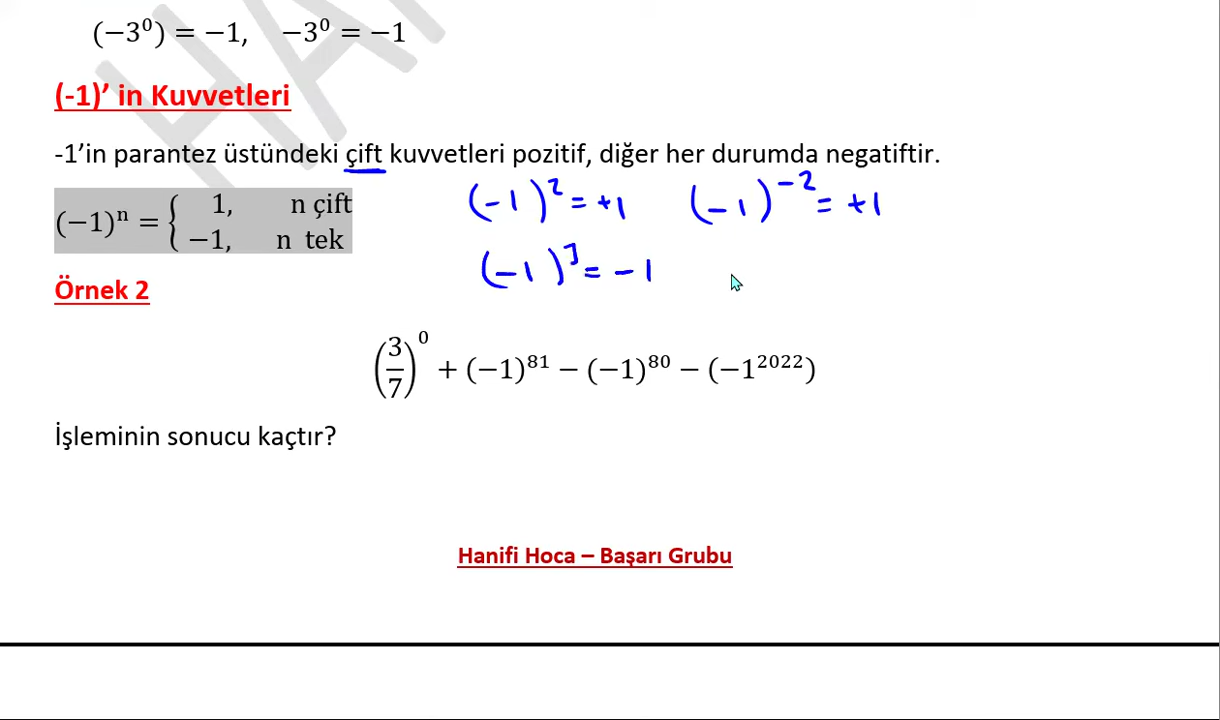 (−3⁰) = −1, −3⁰ = −1
(-1)' in Kuvvetleri
-1'in parantez üstündeki çift kuvvetleri pozitif, diğer her durumda negatiftir.
(−1)ⁿ = { 1, n çift
−1, n tek
(-1)² = +1 (-1)⁻² = +1
(-1)³ = -1
Örnek 2
(3/7)⁰ + (−1)⁸¹ − (−1)⁸⁰ − (−1²⁰²²)
İşleminin sonucu kaçtır?
Hanifi Hoca – Başarı Grubu